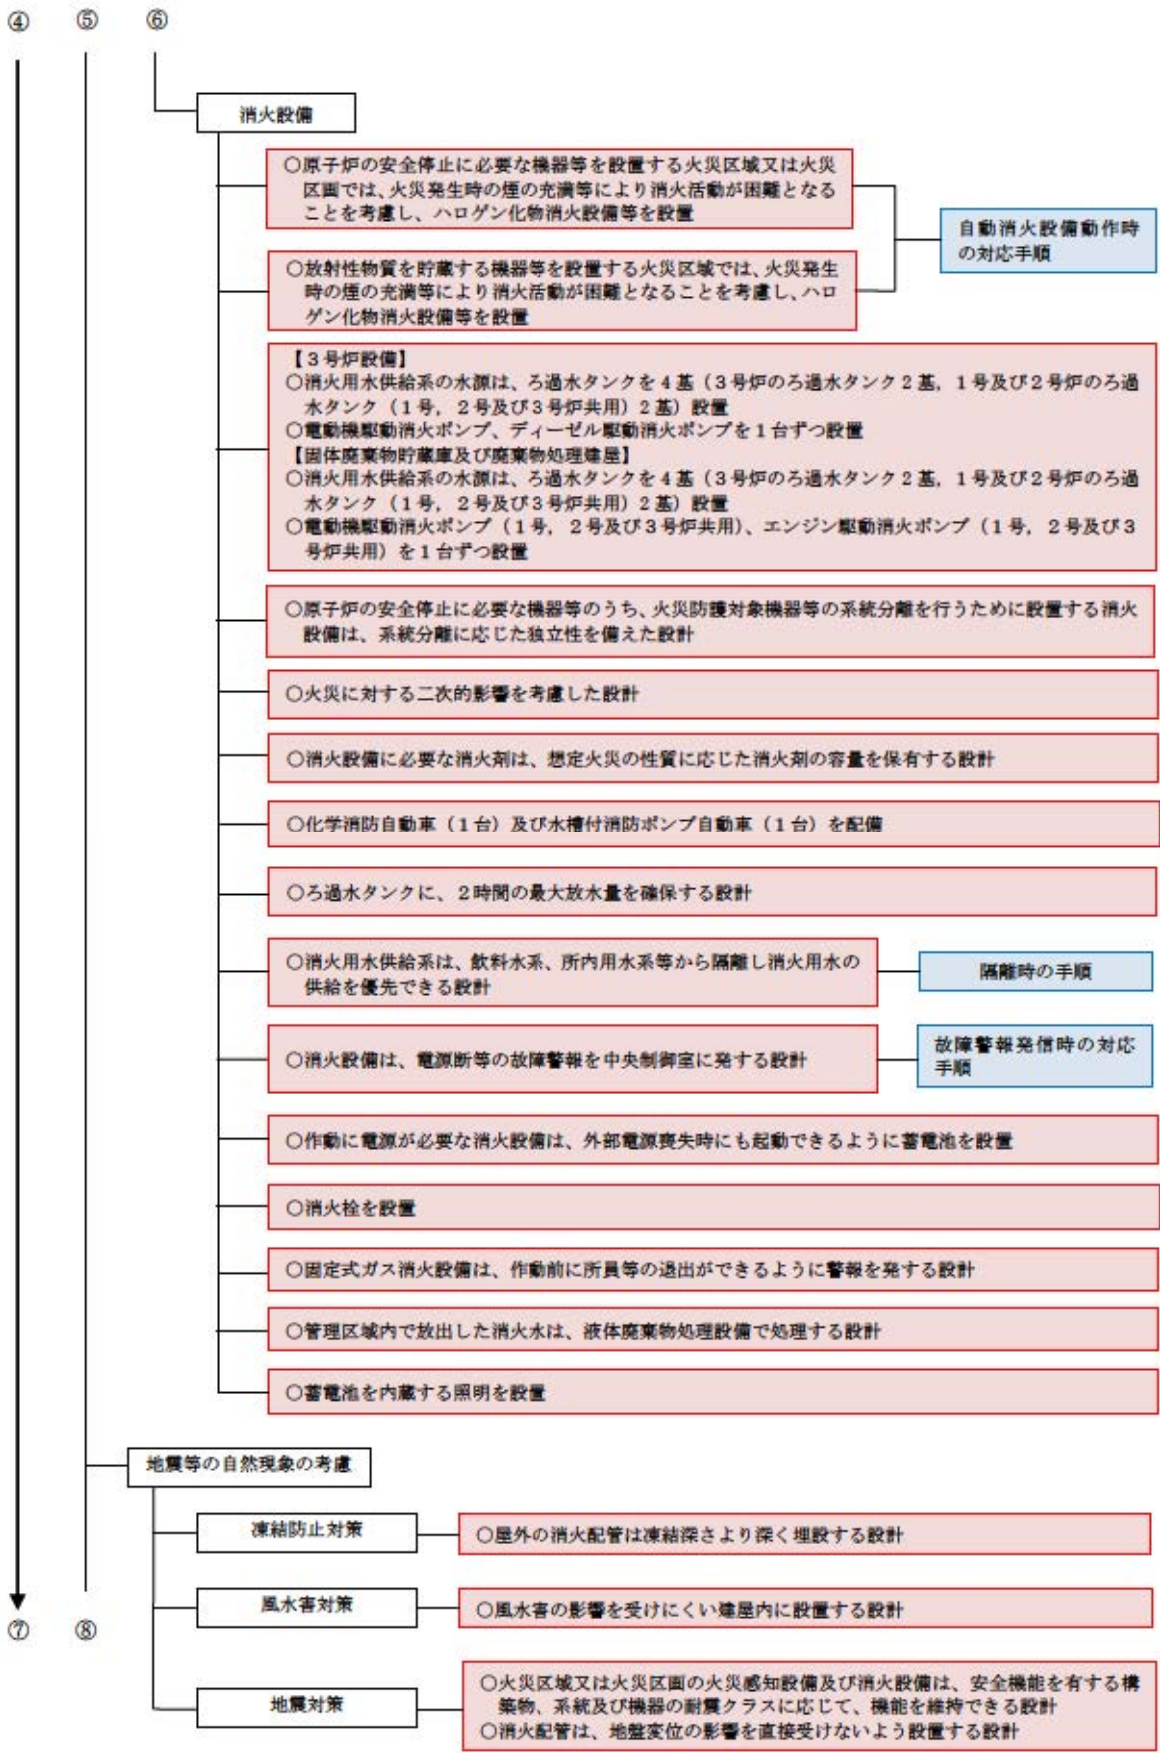 ④ ⑤ ⑥
消火設備
○原子炉の安全停止に必要な機器等を設置する火災区域又は火災
区画では、火災発生時の煙の充満等により消火活動が困難となる
ことを考慮し、ハロゲン化物消火設備等を設置
自動消火設備動作時
の対応手順
○放射性物質を貯蔵する機器等を設置する火災区域では、火災発生
時の煙の充満等により消火活動が困難となることを考慮し、ハロ
ゲン化物消火設備等を設置
【３号炉設備】
○消火用水供給系の水源は、ろ過水タンクを４基（３号炉のろ過水タンク２基，１号及び２号炉のろ過
水タンク（１号，２号及び３号炉共用）２基）設置
○電動機駆動消火ポンプ、ディーゼル駆動消火ポンプを１台ずつ設置
【固体廃棄物貯蔵庫及び廃棄物処理建屋】
○消火用水供給系の水源は、ろ過水タンクを４基（３号炉のろ過水タンク２基，１号及び２号炉のろ過
水タンク（１号，２号及び３号炉共用）２基）設置
○電動機駆動消火ポンプ（１号，２号及び３号炉共用）、エンジン駆動消火ポンプ（１号，２号及び３
号炉共用）を１台ずつ設置
○原子炉の安全停止に必要な機器等のうち、火災防護対象機器等の系統分離を行うために設置する消火
設備は、系統分離に応じた独立性を備えた設計
○火災に対する二次的影響を考慮した設計
○消火設備に必要な消火剤は、想定火災の性質に応じた消火剤の容量を保有する設計
○化学消防自動車（１台）及び水槽付消防ポンプ自動車（１台）を配備
○ろ過水タンクに、２時間の最大放水量を確保する設計
○消火用水供給系は、飲料水系、所内用水系等から隔離し消火用水の
供給を優先できる設計
隔離時の手順
○消火設備は、電源断等の故障警報を中央制御室に発する設計
故障警報発信時の対応
手順
○作動に電源が必要な消火設備は、外部電源喪失時にも起動できるように蓄電池を設置
○消火栓を設置
○固定式ガス消火設備は、作動前に所員等の退出ができるように警報を発する設計
○管理区域内で放出した消火水は、液体廃棄物処理設備で処理する設計
○蓄電池を内蔵する照明を設置
地震等の自然現象の考慮
凍結防止対策
○屋外の消火配管は凍結深さより深く埋設する設計
風水害対策
○風水害の影響を受けにくい建屋内に設置する設計
⑦ ⑧
地震対策
○火災区域又は火災区画の火災感知設備及び消火設備は、安全機能を有する構
築物、系統及び機器の耐震クラスに応じて、機能を維持できる設計
○消火配管は、地盤変位の影響を直接受けないよう設置する設計